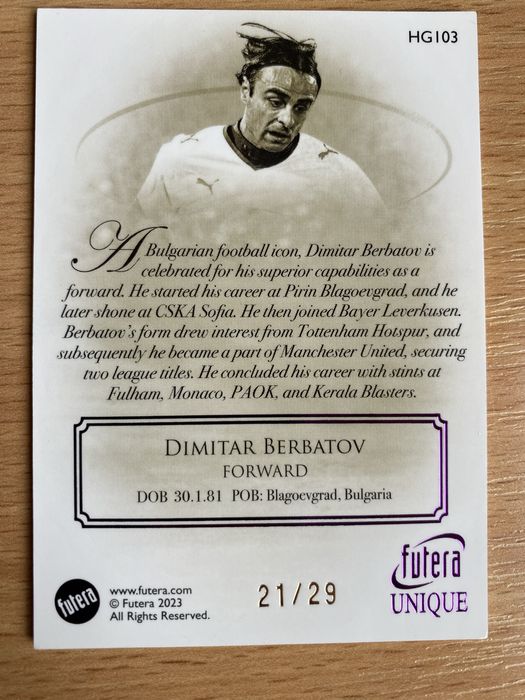 HG103
A Bulgarian football icon, Dimitar Berbatov is
celebrated for his superior capabilities as a
forward. He started his career at Pirin Blagoevgrad, and he
later shone at CSKA Sofia. He then joined Bayer Leverkusen.
Berbatov's form drew interest from Tottenham Hotspur, and
subsequently he became a part of Manchester United, securing
two league titles. He concluded his career with stints at
Fulham, Monaco, PAOK, and Kerala Blasters.
DIMITAR BERBATOV
FORWARD
DOB 30.1.81 POB: Blagoevgrad, Bulgaria
futera
UNIQUE
futera
www.futera.com
© Futera 2023
All Rights Reserved.
21/29